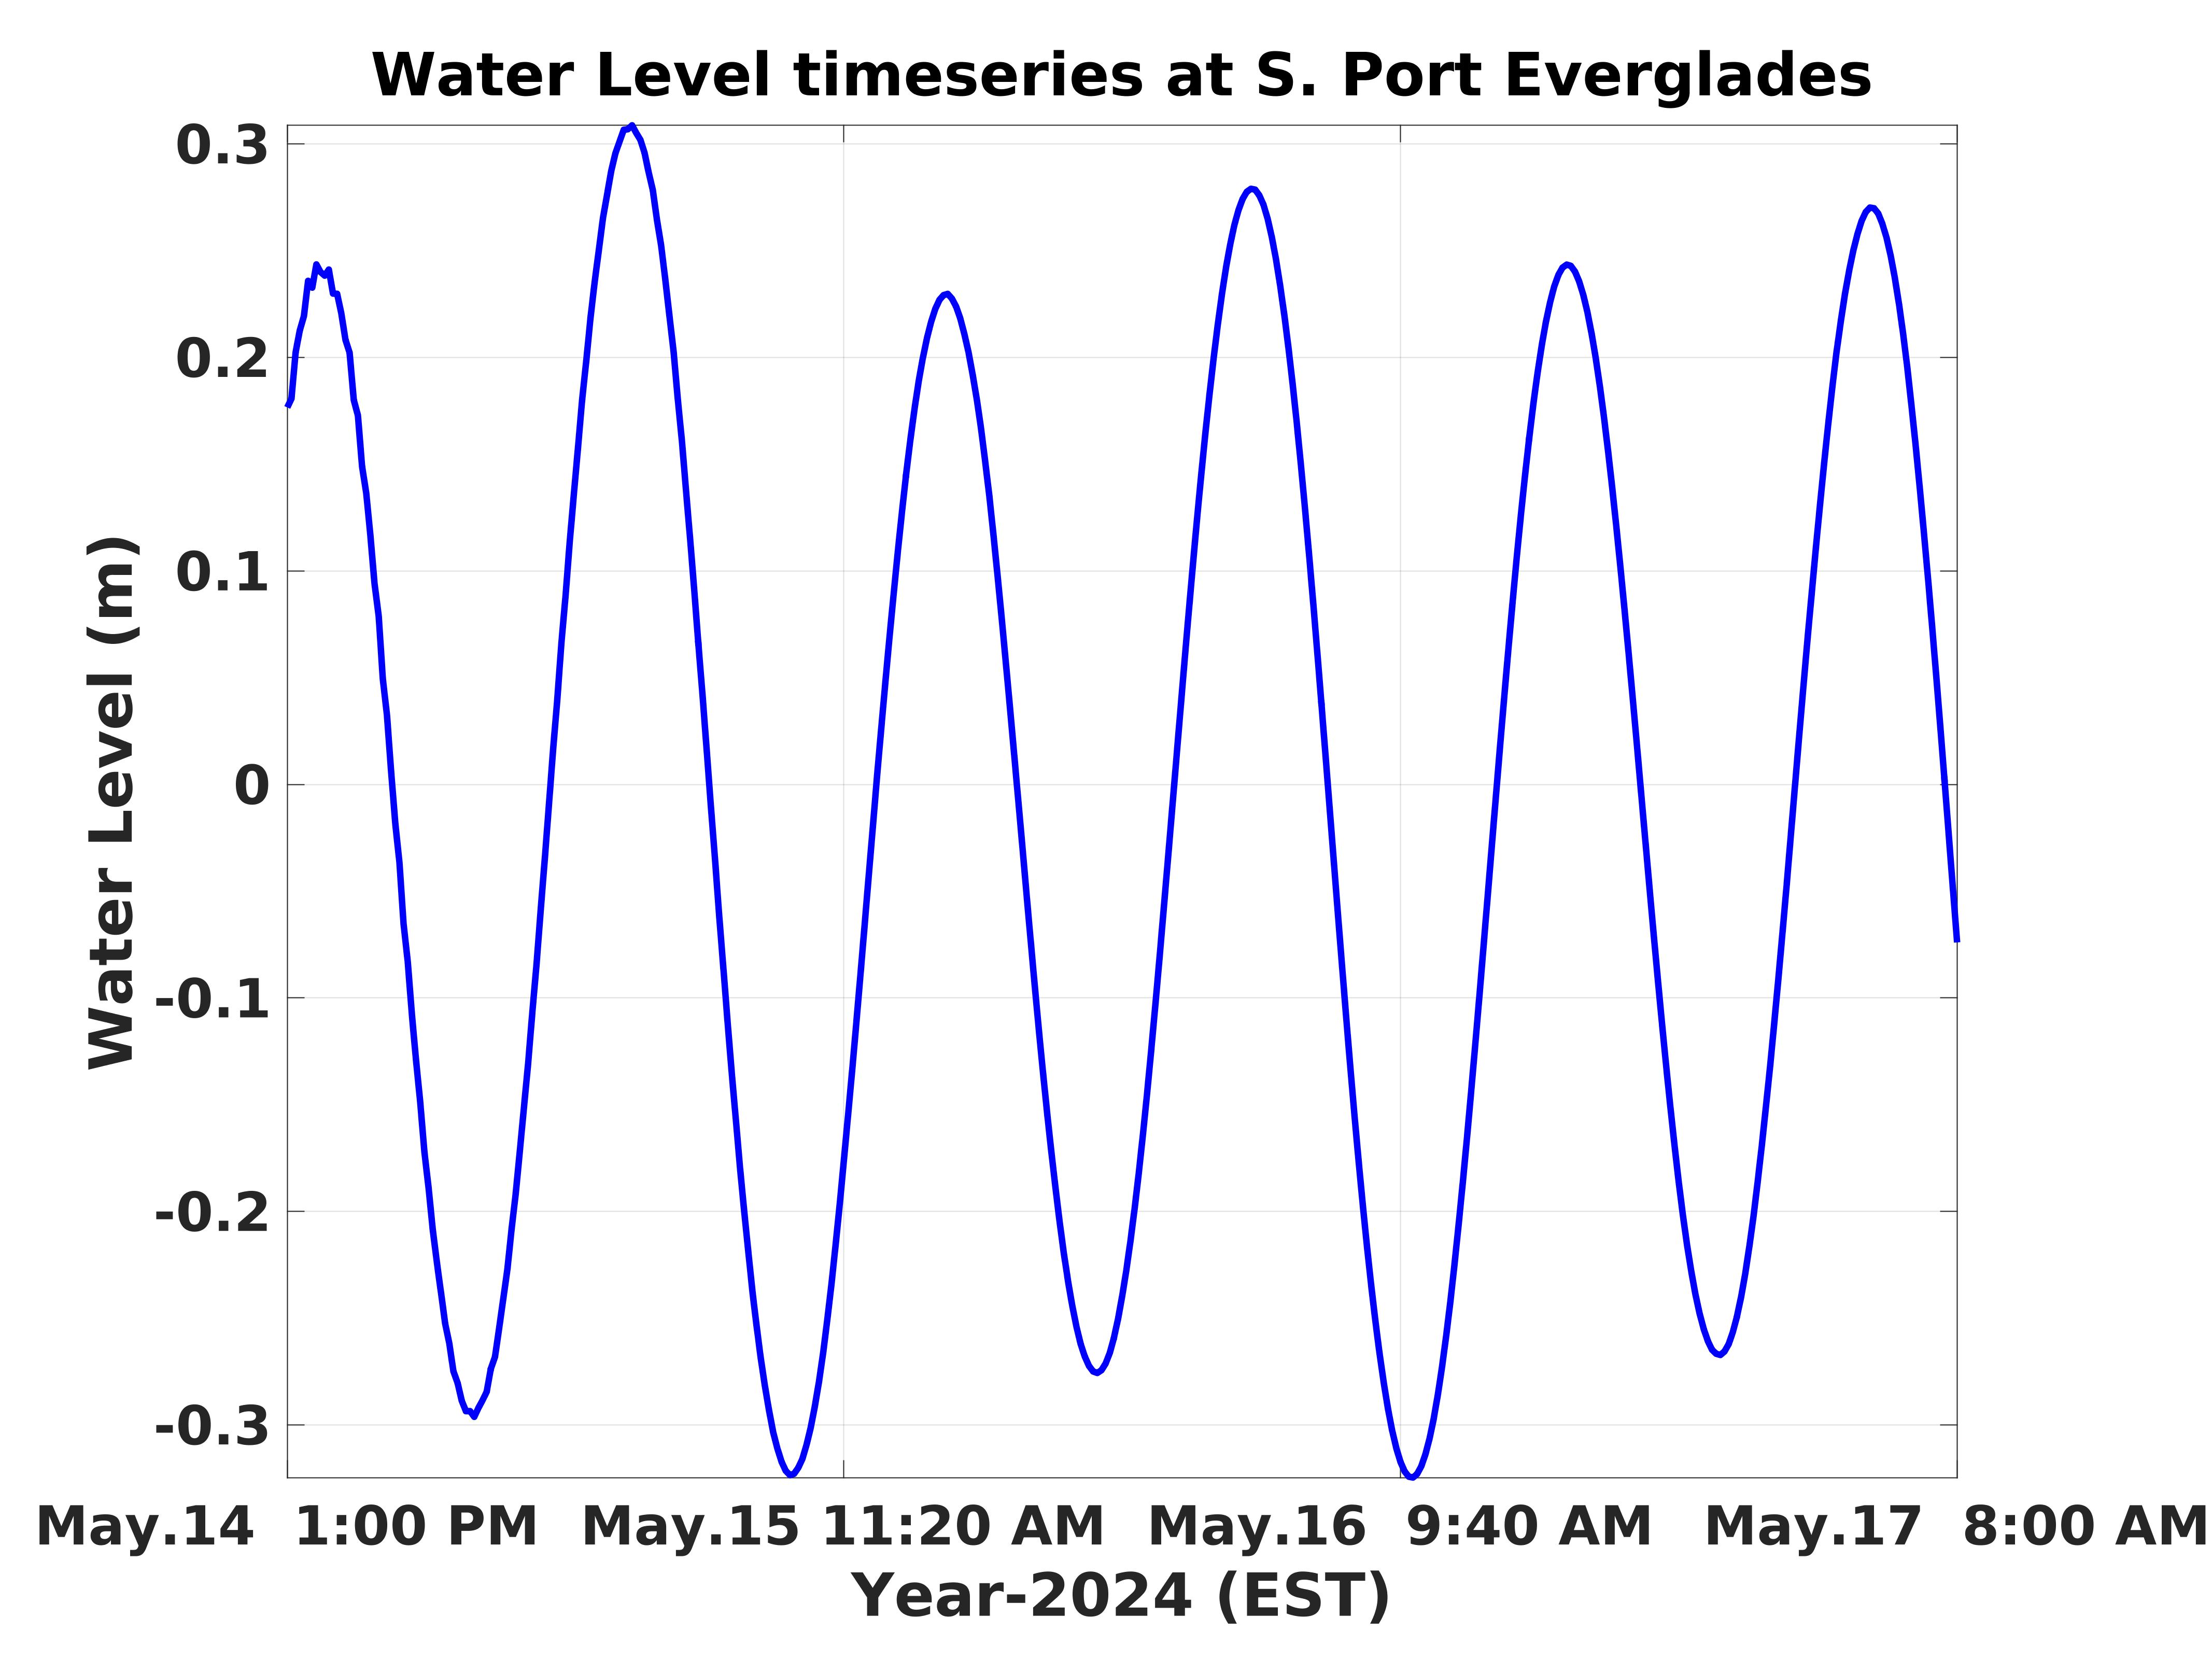 Water Level timeseries at S. Port Everglades
0.3
0.2
0.1
0
-0.1
-0.2
-0.3
Water Level (m)
May.14 1:00 PM May.15 11:20 AM May.16 9:40 AM May.17 8:00 AM
Year-2024 (EST)